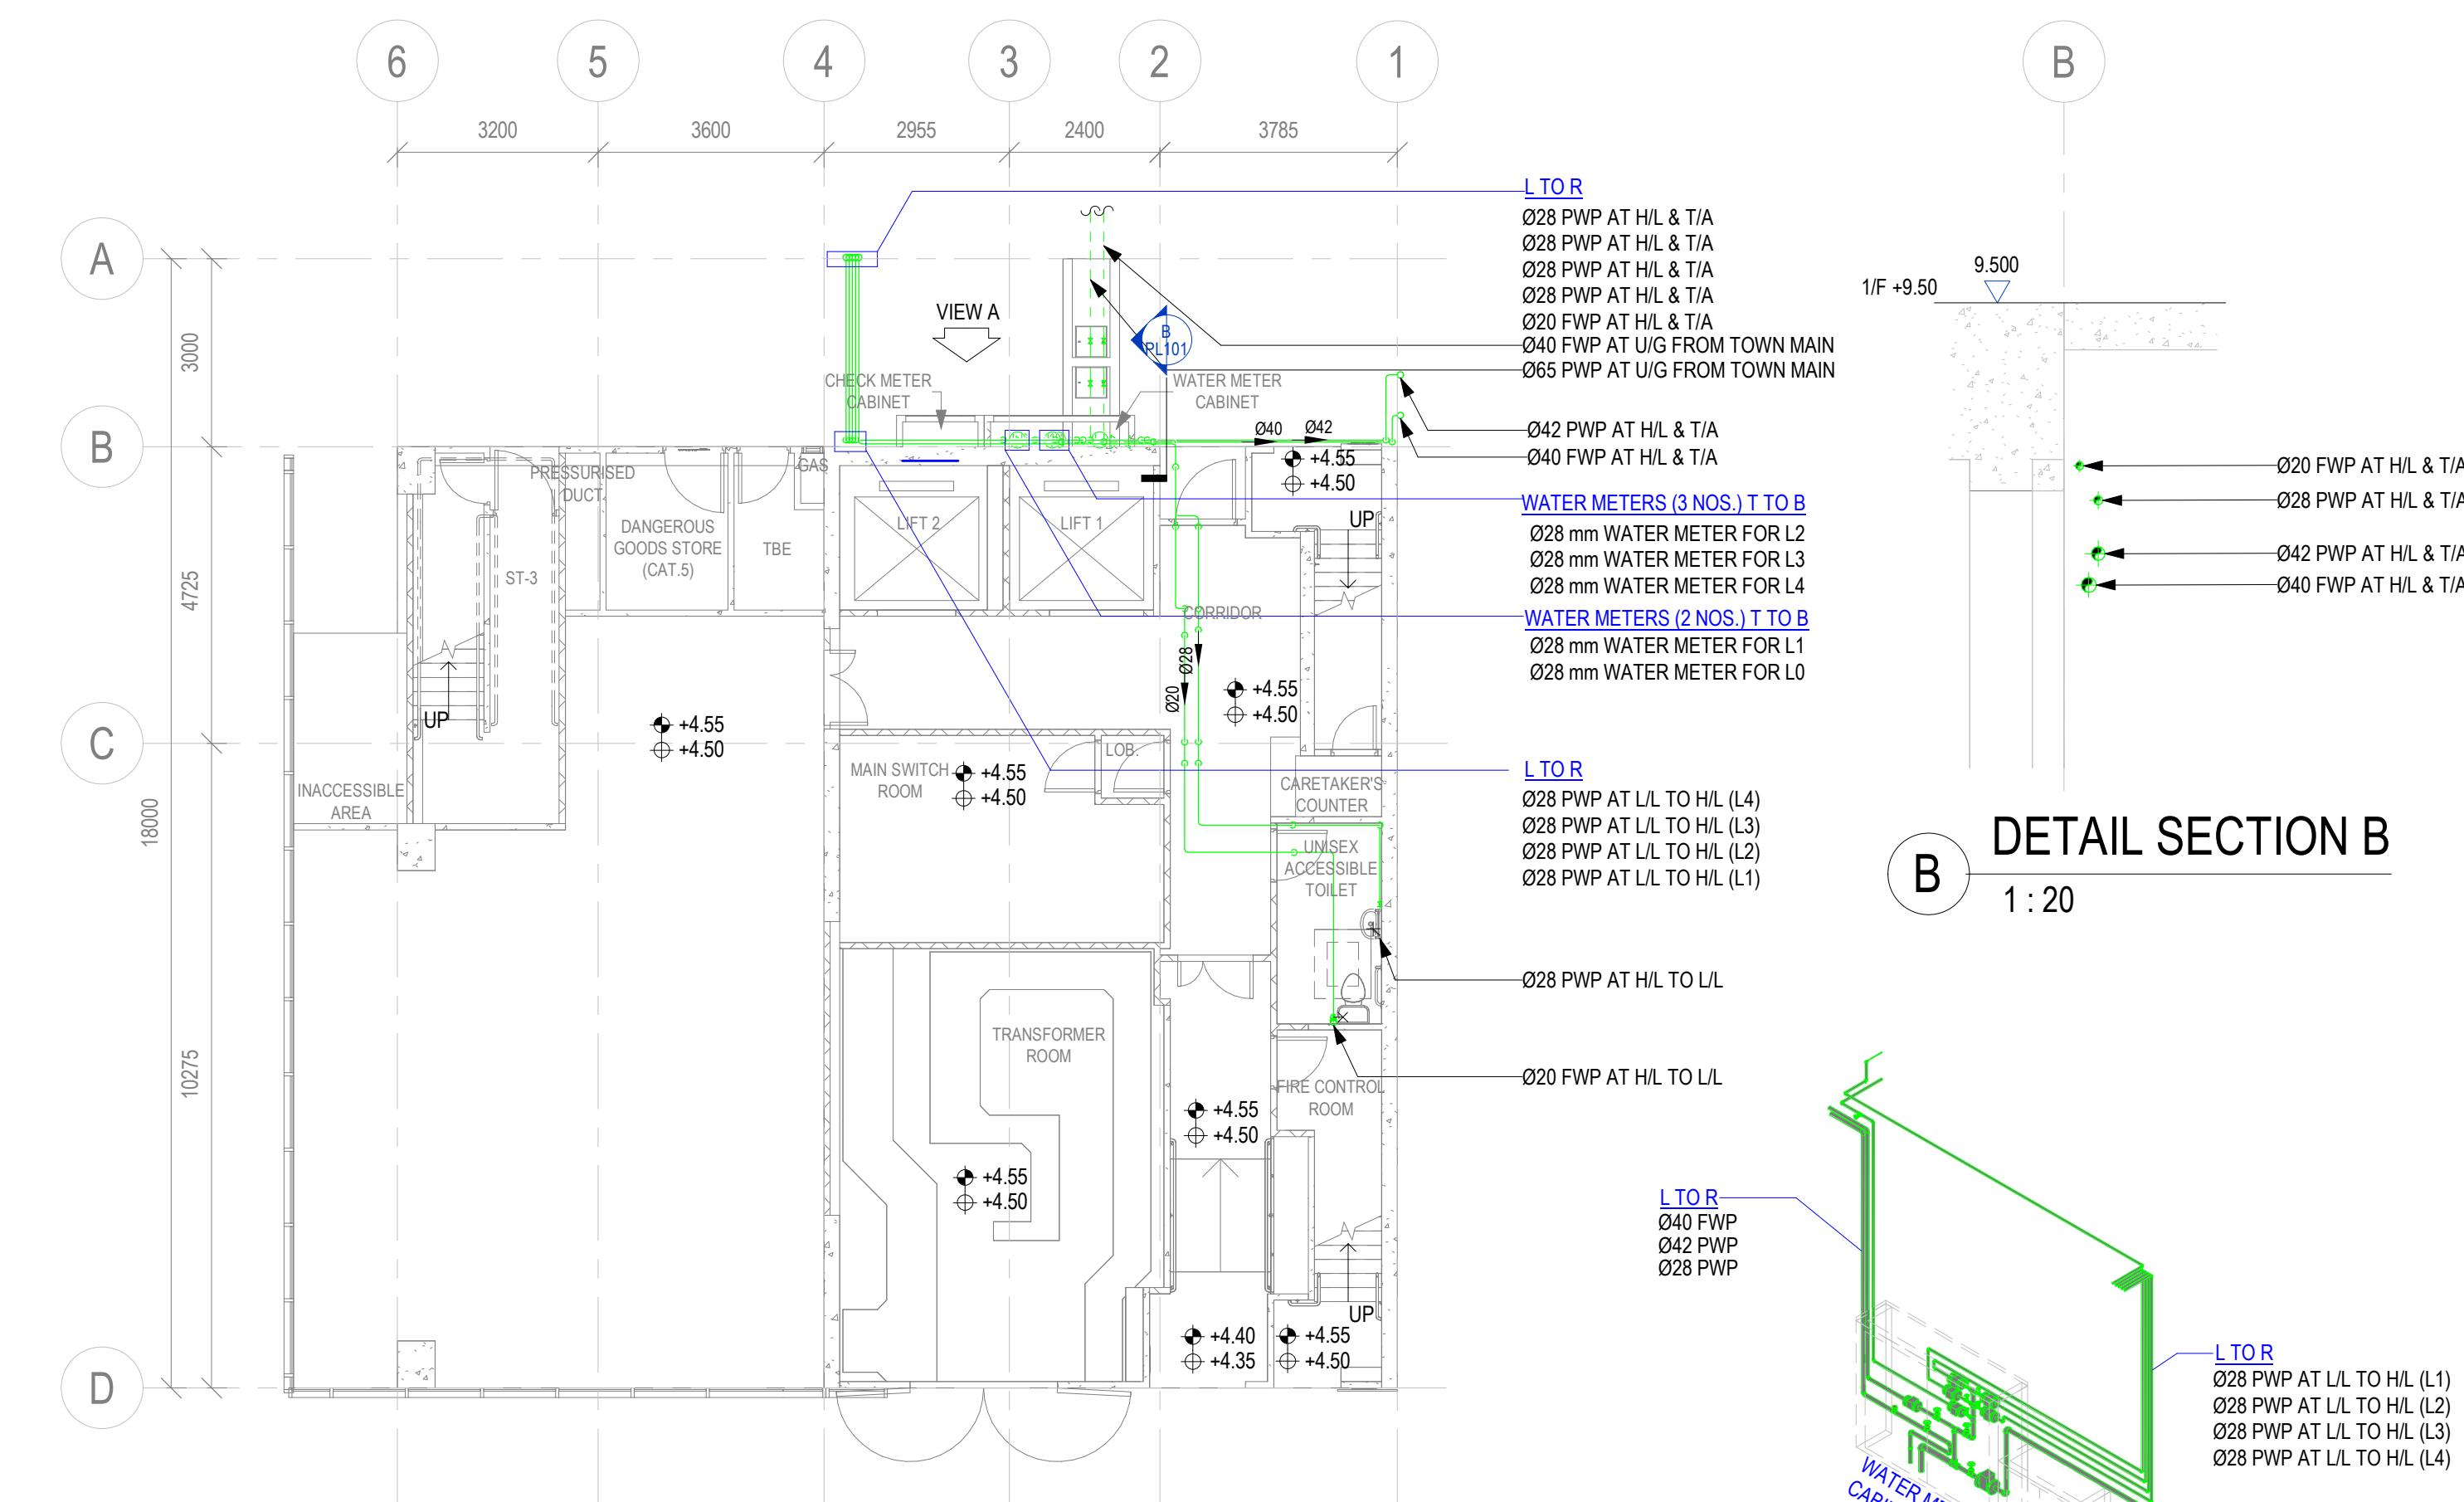 6
5
4
3
2
1
B
3200
3600
2955
2400
3785
A
B
C
D
3000
4725
18000
10275
L TO R
Ø28 PWP AT H/L & T/A
Ø28 PWP AT H/L & T/A
Ø28 PWP AT H/L & T/A
Ø28 PWP AT H/L & T/A
Ø20 FWP AT H/L & T/A
Ø40 FWP AT U/G FROM TOWN MAIN
Ø65 PWP AT U/G FROM TOWN MAIN
Ø42 PWP AT H/L & T/A
Ø40 FWP AT H/L & T/A
WATER METERS (3 NOS.) T TO B
Ø28 mm WATER METER FOR L2
Ø28 mm WATER METER FOR L3
Ø28 mm WATER METER FOR L4
WATER METERS (2 NOS.) T TO B
Ø28 mm WATER METER FOR L1
Ø28 mm WATER METER FOR L0
L TO R
Ø28 PWP AT L/L TO H/L (L4)
Ø28 PWP AT L/L TO H/L (L3)
Ø28 PWP AT L/L TO H/L (L2)
Ø28 PWP AT L/L TO H/L (L1)
Ø28 PWP AT H/L TO L/L
Ø20 FWP AT H/L TO L/L
VIEW A
B
PL101
CHECK METER
CABINET
WATER METER
CABINET
Ø40
Ø42
+4.55
+4.50
PRESSURISED
DUCT
GAS
DANGEROUS
GOODS STORE
(CAT.5)
TBE
LIFT 2
LIFT 1
UP
ST-3
CORRIDOR
Ø20
Ø28
+4.55
+4.50
UP
+4.55
+4.50
INACCESSIBLE
AREA
MAIN SWITCH
ROOM
+4.55
+4.50
LOB.
CARETAKER'S
COUNTER
UNISEX
ACCESSIBLE
TOILET
TRANSFORMER
ROOM
FIRE CONTROL
ROOM
+4.55
+4.50
+4.55
+4.50
UP
+4.40
+4.35
+4.55
+4.50
1/F +9.50
9.500
Ø20 FWP AT H/L & T/A
Ø28 PWP AT H/L & T/A
Ø42 PWP AT H/L & T/A
Ø40 FWP AT H/L & T/A
B
DETAIL SECTION B
1 : 20
L TO R
Ø40 FWP
Ø42 PWP
Ø28 PWP
L TO R
Ø28 PWP AT L/L TO H/L (L1)
Ø28 PWP AT L/L TO H/L (L2)
Ø28 PWP AT L/L TO H/L (L3)
Ø28 PWP AT L/L TO H/L (L4)
WATER